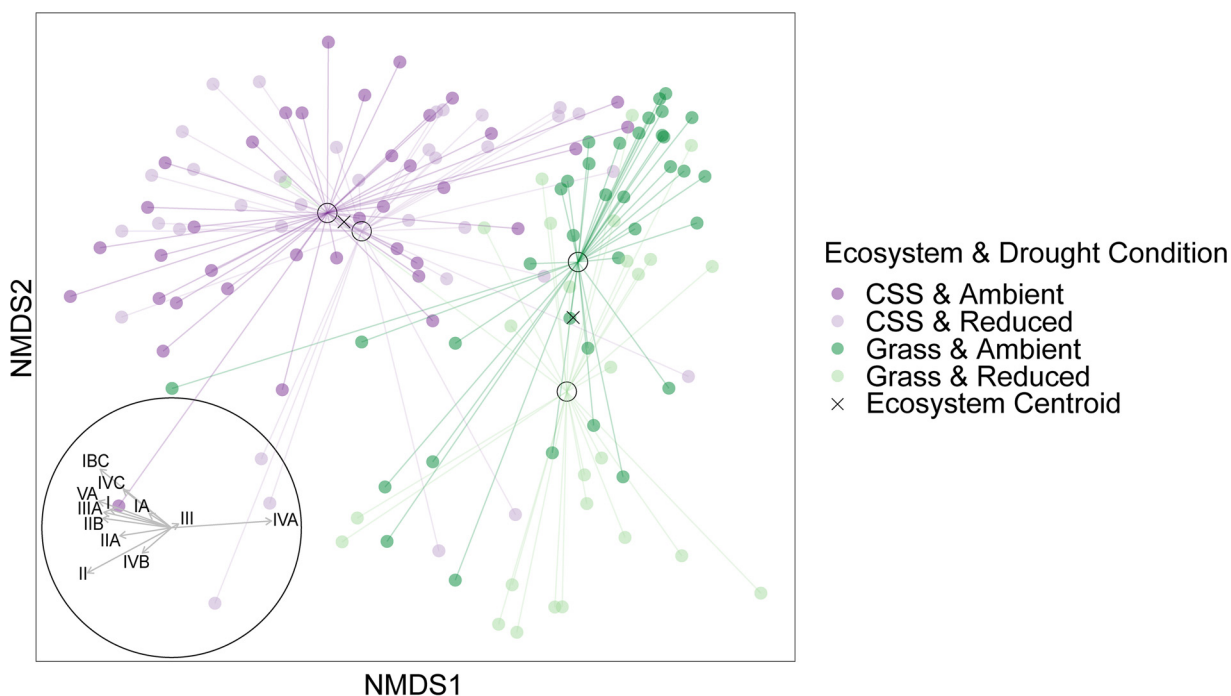 NMDS2
NMDS1
IBC
IVC
VA
I
IA
IIIA
III
IVA
IIB
IIA
IVB
II
Ecosystem & Drought Condition
CSS & Ambient
CSS & Reduced
Grass & Ambient
Grass & Reduced
Ecosystem Centroid